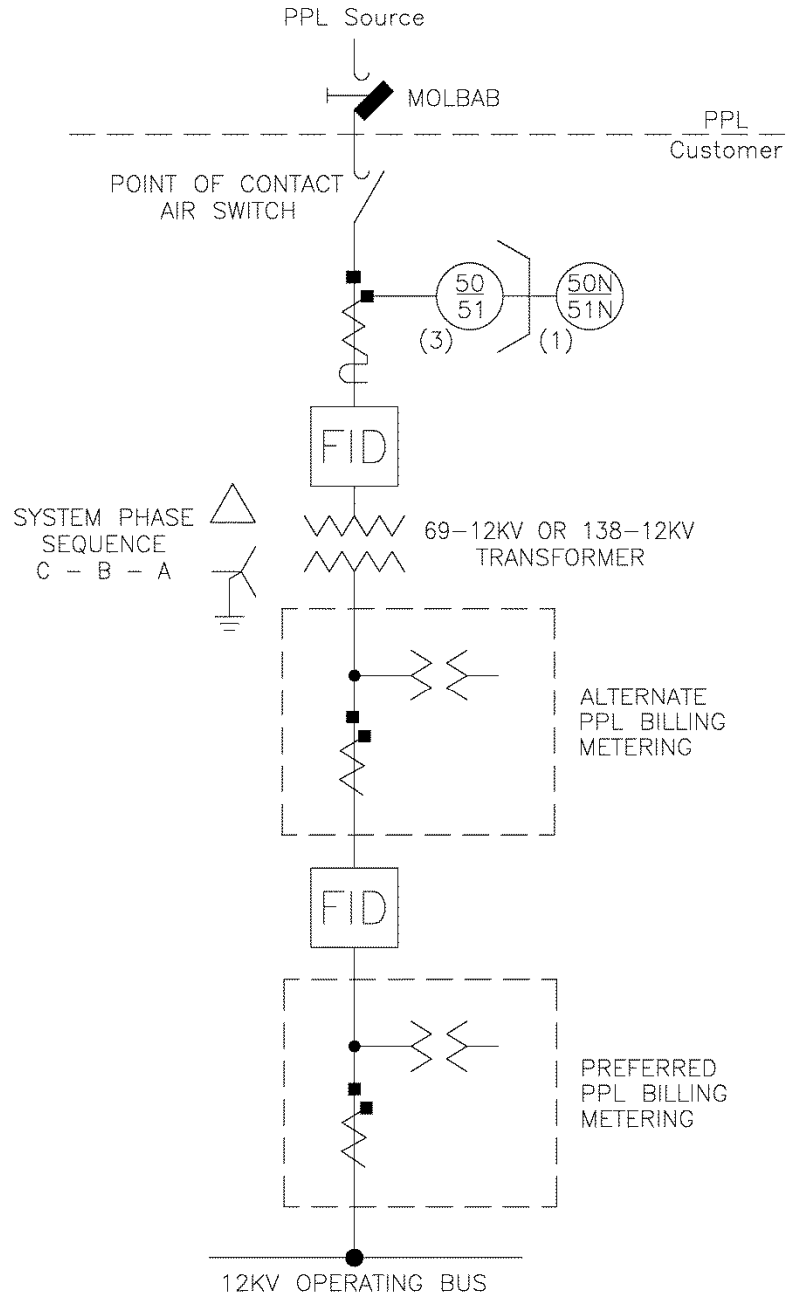 PPL Source
MOLBAB
PPL
Customer
POINT OF CONTACT
AIR SWITCH
50
51
(3)
50N
51N
(1)
FID
SYSTEM PHASE
SEQUENCE
C - B - A
69-12KV OR 138-12KV
TRANSFORMER
ALTERNATE
PPL BILLING
METERING
FID
PREFERRED
PPL BILLING
METERING
12KV OPERATING BUS